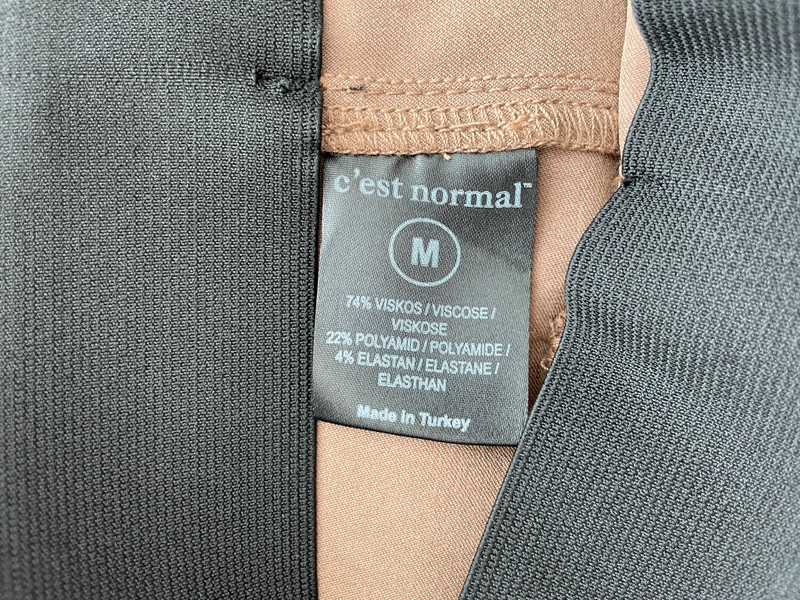 c'est normal™
M
74% VISKOS / VISCOSE /
VISKOSE
22% POLYAMID / POLYAMIDE /
4% ELASTAN / ELASTANE /
ELASTHAN
Made in Turkey